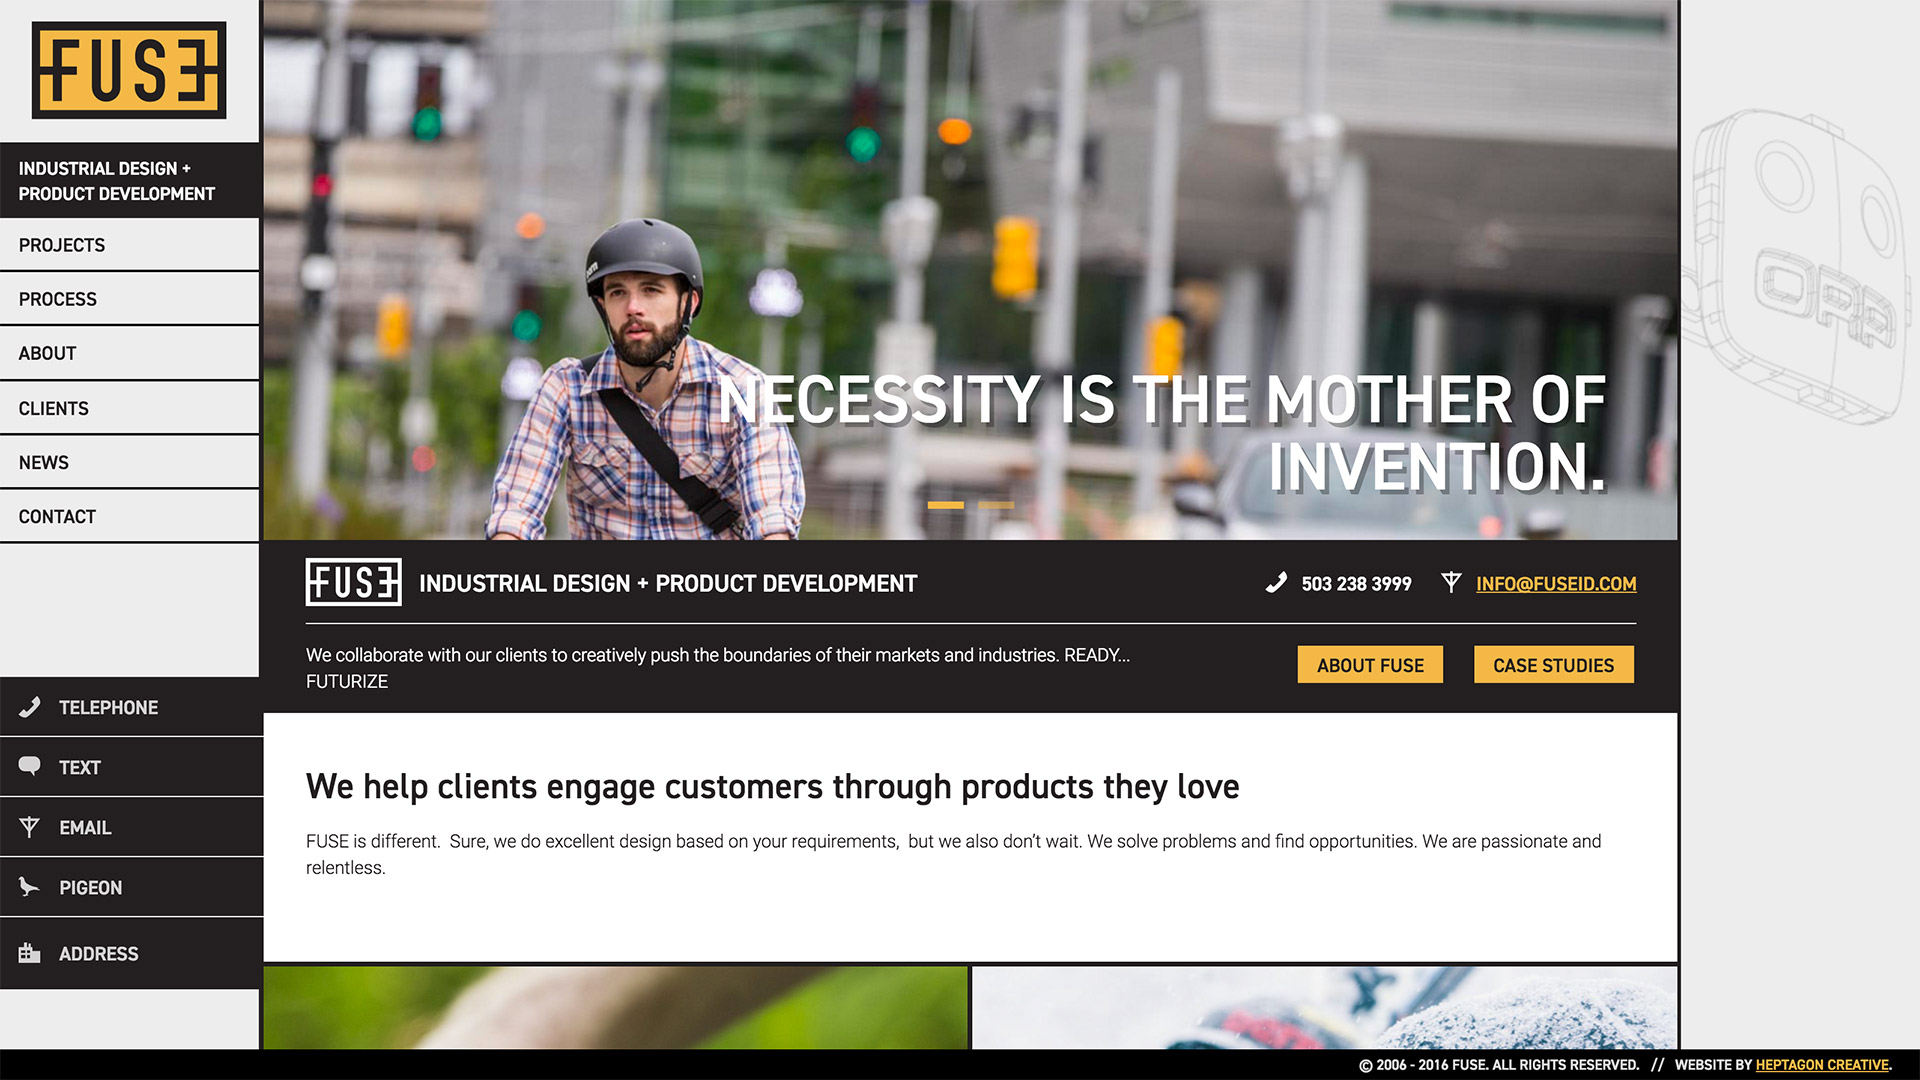 FUSE
INDUSTRIAL DESIGN +
PRODUCT DEVELOPMENT
PROJECTS
PROCESS
ABOUT
CLIENTS
NEWS
CONTACT
TELEPHONE
TEXT
EMAIL
PIGEON
ADDRESS
NECESSITY IS THE MOTHER OF
INVENTION.
FUSE INDUSTRIAL DESIGN + PRODUCT DEVELOPMENT
503 238 3999 INFO@FUSEID.COM
We collaborate with our clients to creatively push the boundaries of their markets and industries. READY...
FUTURIZE
ABOUT FUSE CASE STUDIES
We help clients engage customers through products they love
FUSE is different.  Sure, we do excellent design based on your requirements,  but we also don’t wait. We solve problems and find opportunities. We are passionate and
relentless.
ORP
© 2006 - 2016 FUSE. ALL RIGHTS RESERVED. // WEBSITE BY HEPTAGON CREATIVE.